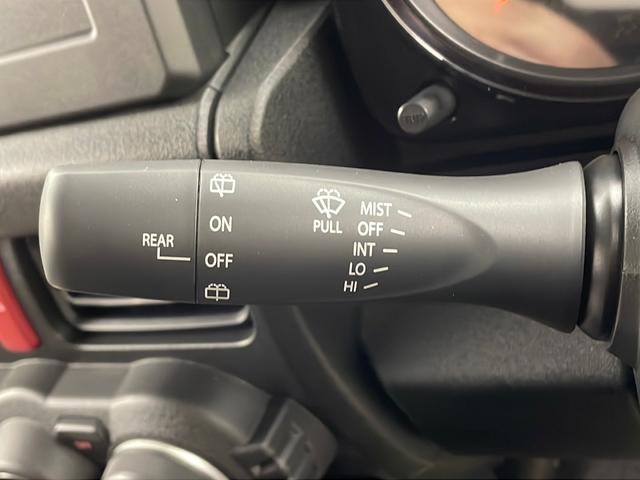 ON
REAR
OFF
PULL
MIST
OFF
INT
LO
HI